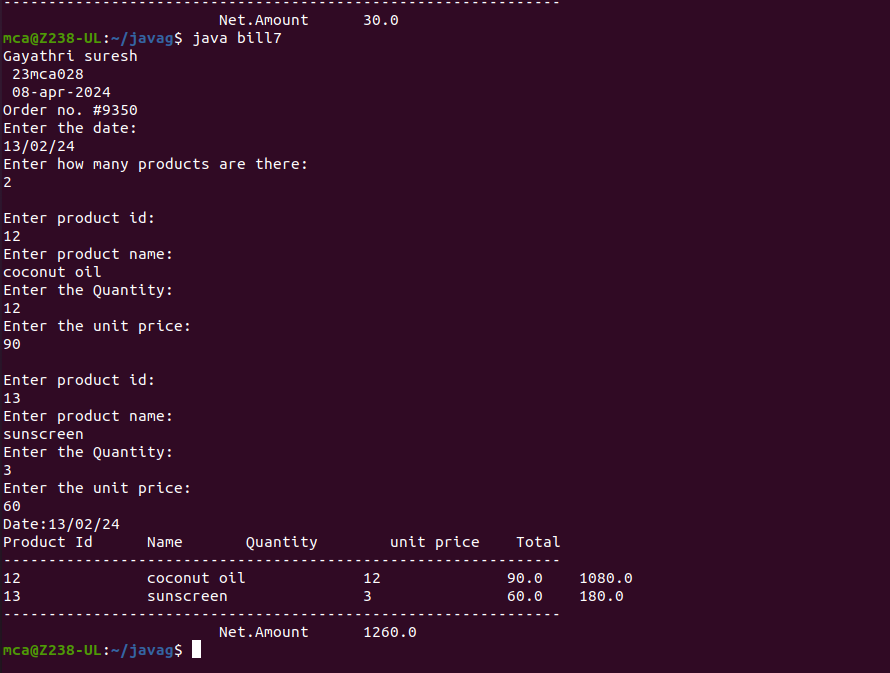 --------------------------------------------------------------
Net.Amount 30.0
mca@Z238-UL:~/javag$ java bill7
Gayathri suresh
23mca028
08-apr-2024
Order no. #9350
Enter the date:
13/02/24
Enter how many products are there:
2
Enter product id:
12
Enter product name:
coconut oil
Enter the Quantity:
12
Enter the unit price:
90
Enter product id:
13
Enter product name:
sunscreen
Enter the Quantity:
3
Enter the unit price:
60
Date:13/02/24
Product Id Name Quantity unit price Total
--------------------------------------------------------------
12 coconut oil 12 90.0 1080.0
13 sunscreen 3 60.0 180.0
--------------------------------------------------------------
Net.Amount 1260.0
mca@Z238-UL:~/javag$